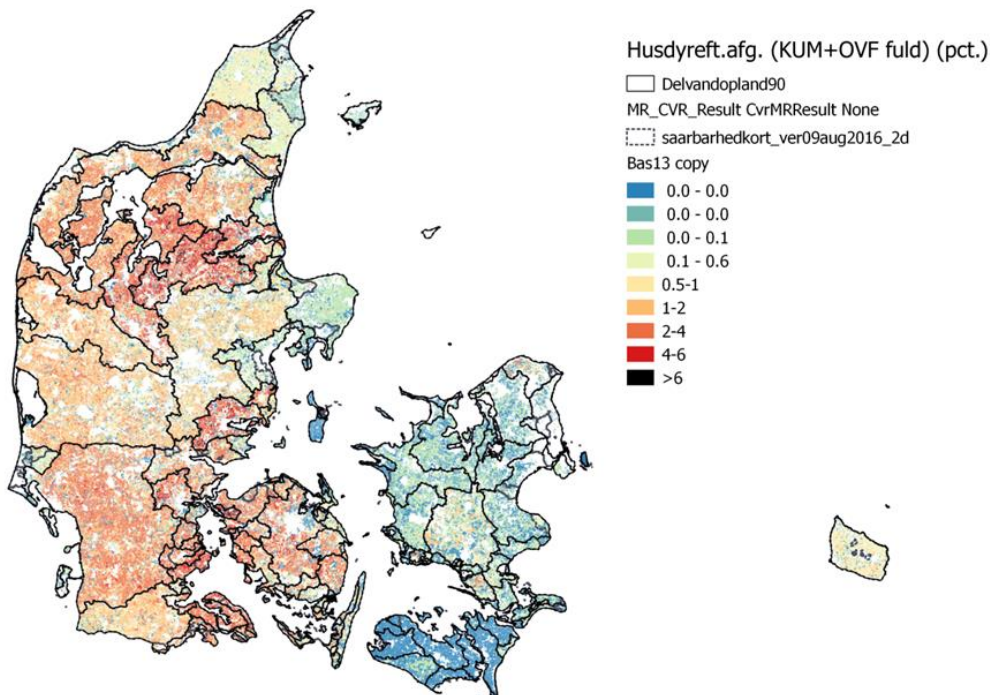 Husdyreft.afg. (KUM+OVF fuld) (pct.)
Delvandopland90
MR_CVR_Result CvrMRResult None
saarbarhedkort_ver09aug2016_2d
Bas13 copy
0.0 - 0.0
0.0 - 0.0
0.0 - 0.1
0.1 - 0.6
0.5-1
1-2
2-4
4-6
>6